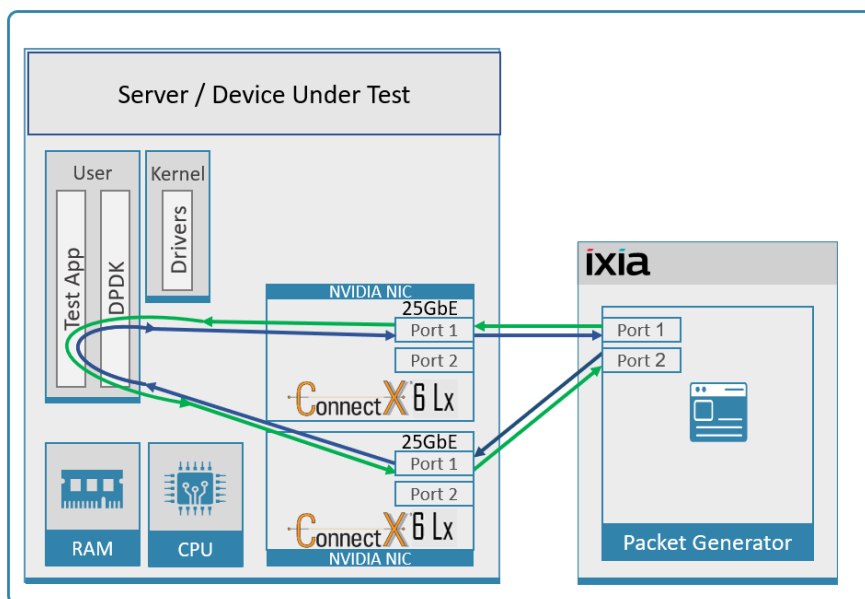 Server / Device Under Test
User
Kernel
Test App
DPDK
Drivers
ixia
NVIDIA NIC
25GbE
Port 1
Port 2
ConnectX 6 Lx
Port 1
Port 2
25GbE
Port 1
Port 2
ConnectX 6 Lx
NVIDIA NIC
RAM
CPU
Packet Generator